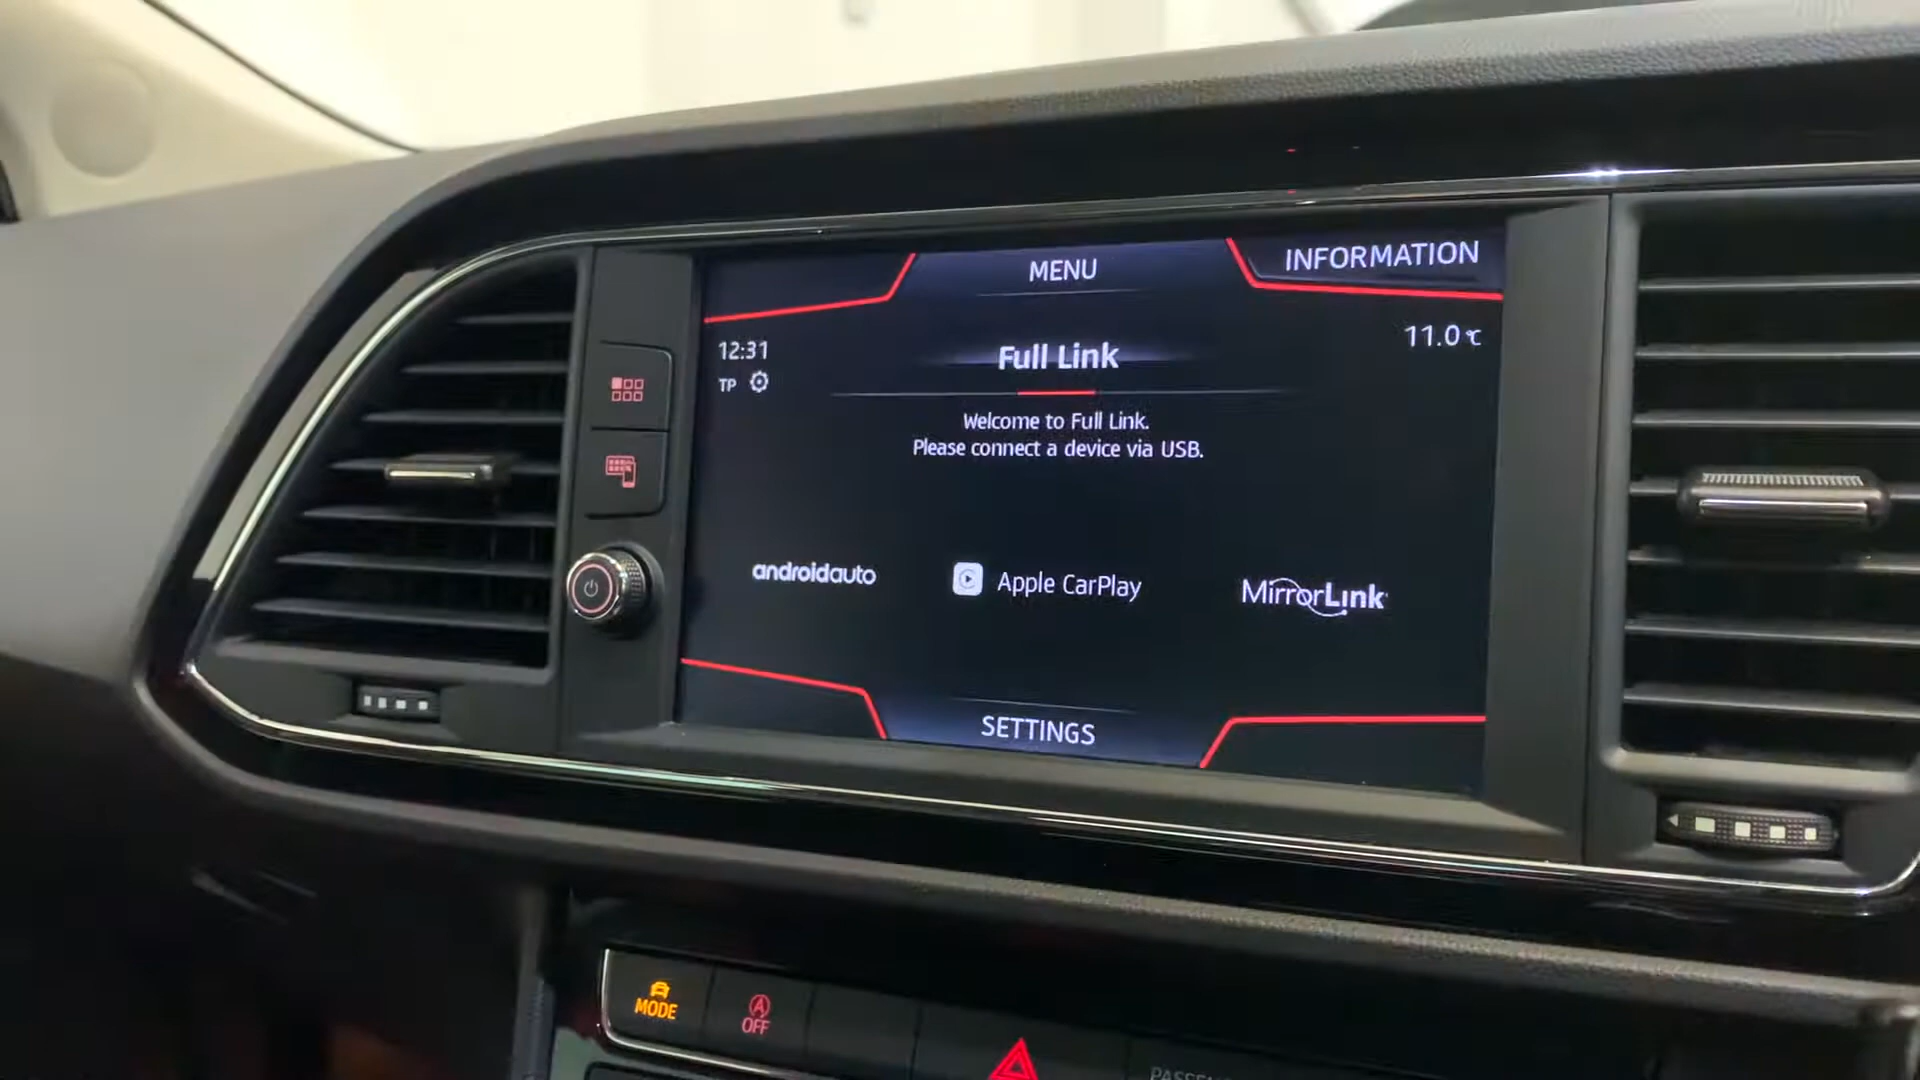 MENU
INFORMATION
12:31
11.0 °C
TP
Full Link
Welcome to Full Link.
Please connect a device via USB.
androidauto
Apple CarPlay
MirrorLink
SETTINGS
MODE
A
OFF